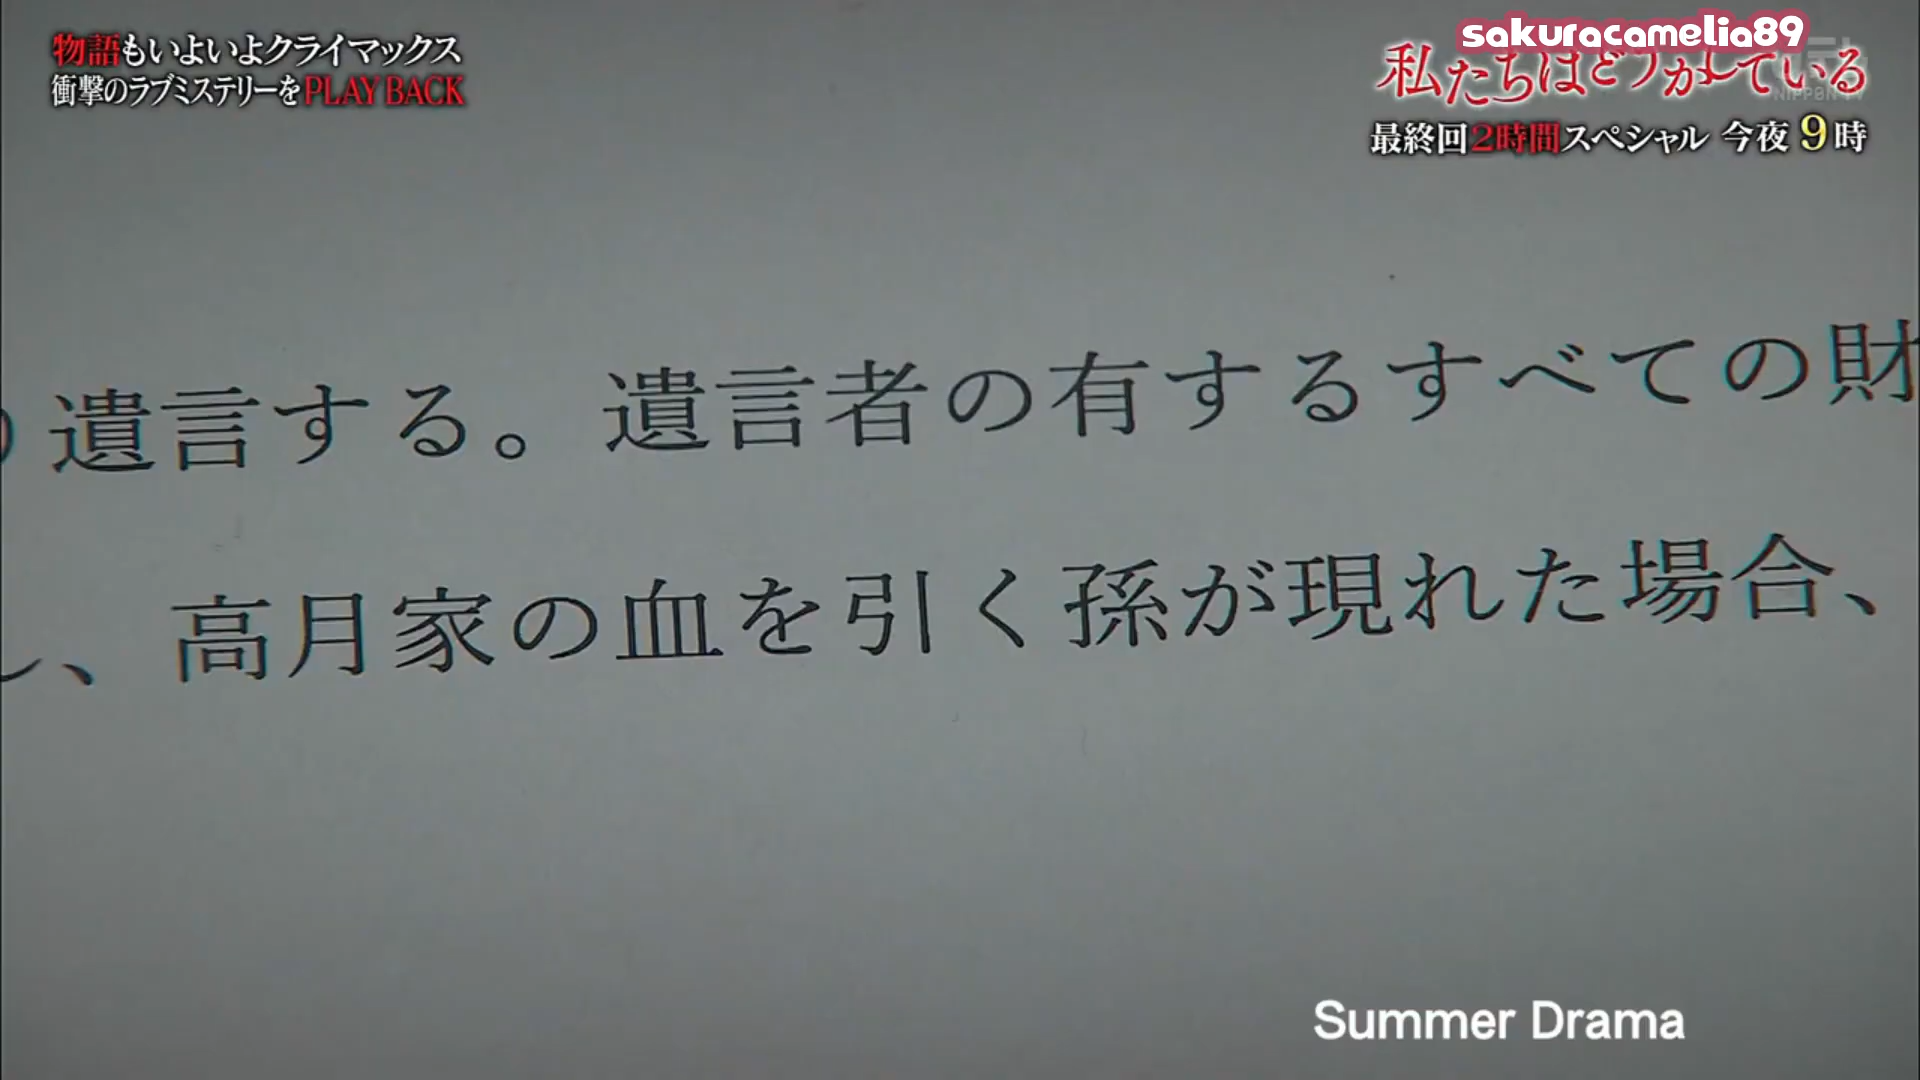 物語もいよいよクライマックス
衝撃のラブミステリーをPLAY BACK
sakuracamelia89
私たちはどうかしている
NIPPON TV
最終回2時間スペシャル 今夜9時
遺言する。遺言者の有するすべての財
、高月家の血を引く孫が現れた場合、
Summer Drama